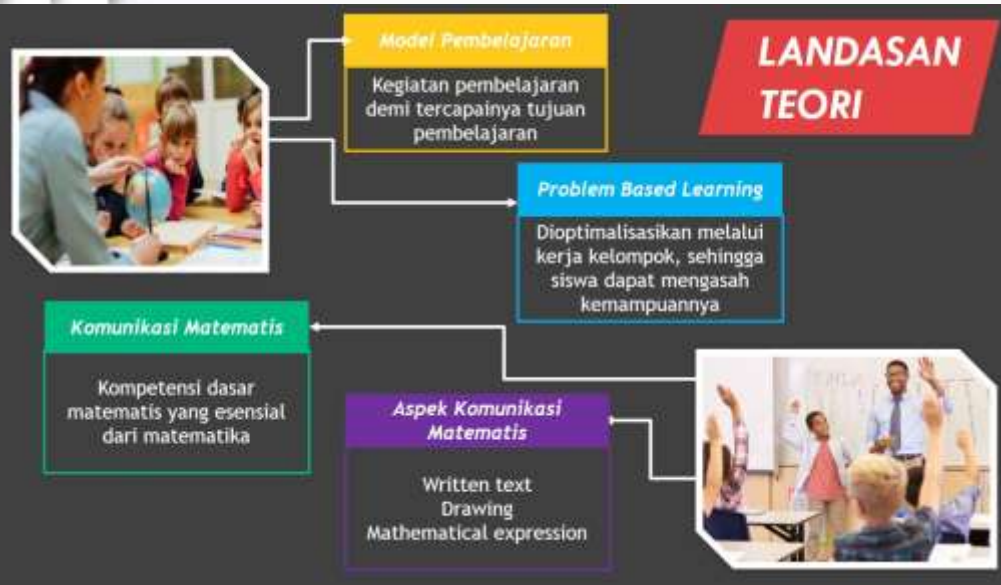 LANDASAN
TEORI
Model Pembelajaran
Kegiatan pembelajaran
demi tercapainya tujuan
pembelajaran
Problem Based Learning
Dioptimalisasikan melalui
kerja kelompok, sehingga
siswa dapat mengasah
kemampuannya
Komunikasi Matematis
Kompetensi dasar
matematis yang esensial
dari matematika
Aspek Komunikasi
Matematis
Written text
Drawing
Mathematical expression